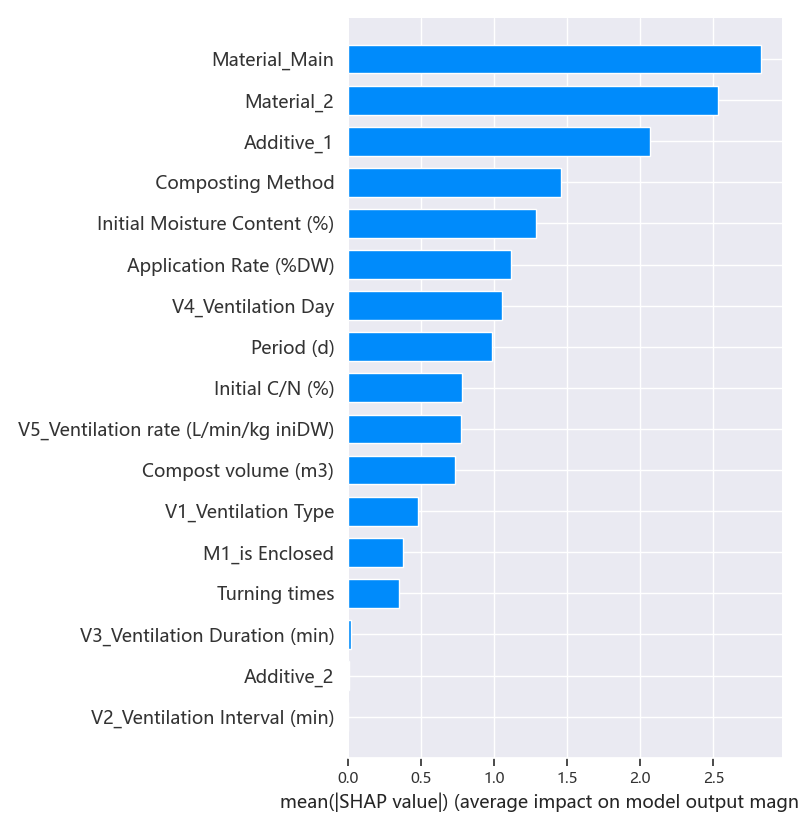 Material_Main
Material_2
Additive_1
Composting Method
Initial Moisture Content (%)
Application Rate (%DW)
V4_Ventilation Day
Period (d)
Initial C/N (%)
V5_Ventilation rate (L/min/kg iniDW)
Compost volume (m3)
V1_Ventilation Type
M1_is Enclosed
Turning times
V3_Ventilation Duration (min)
Additive_2
V2_Ventilation Interval (min)
0.0 0.5 1.0 1.5 2.0 2.5
mean(|SHAP value|) (average impact on model output magn